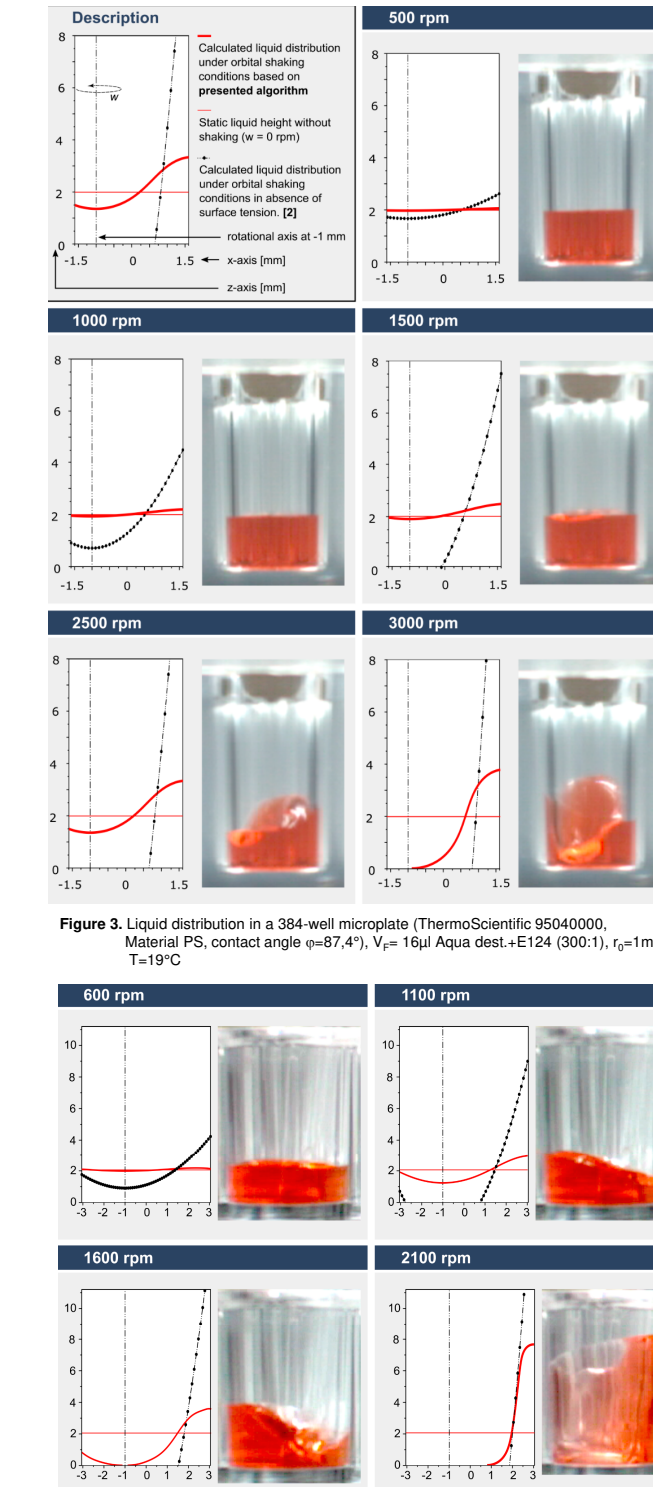 Description
8
6
4
2
0
-1.5 0 1.5
w
Calculated liquid distribution
under orbital shaking
conditions based on
presented algorithm
Static liquid height without
shaking (w = 0 rpm)
Calculated liquid distribution
under orbital shaking
conditions in absence of
surface tension. [2]
rotational axis at -1 mm
x-axis [mm]
z-axis [mm]
500 rpm
8
6
4
2
0
-1.5 0 1.5
1000 rpm
8
6
4
2
0
-1.5 0 1.5
1500 rpm
8
6
4
2
0
-1.5 0 1.5
2500 rpm
8
6
4
2
0
-1.5 0 1.5
3000 rpm
8
6
4
2
0
-1.5 0 1.5
Figure 3. Liquid distribution in a 384-well microplate (ThermoScientific 95040000,
Material PS, contact angle φ=87,4°), VF= 16µl Aqua dest.+E124 (300:1), r0=1m
T=19°C
600 rpm
10
8
6
4
2
0
-3 -2 -1 0 1 2 3
1100 rpm
10
8
6
4
2
0
-3 -2 -1 0 1 2 3
1600 rpm
10
8
6
4
2
0
-3 -2 -1 0 1 2 3
2100 rpm
10
8
6
4
2
0
-3 -2 -1 0 1 2 3